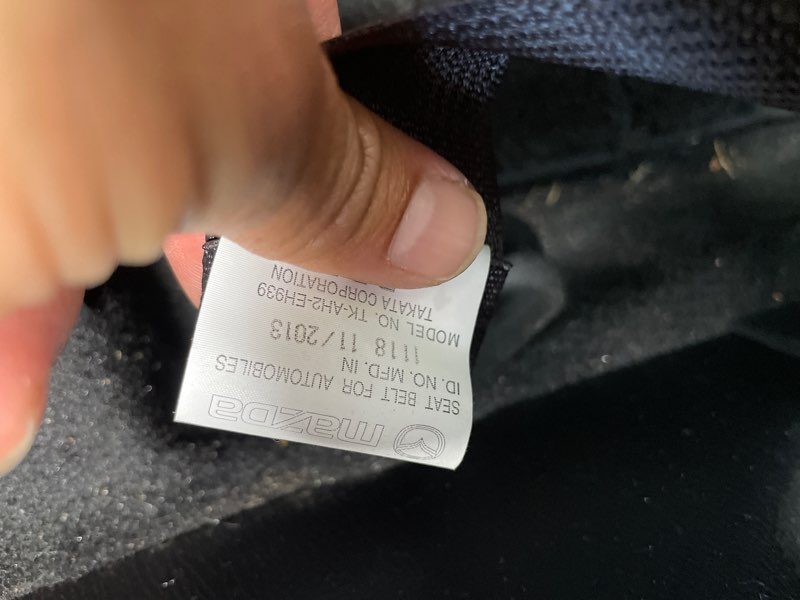 mazda
SEAT BELT FOR AUTOMOBILES
ID. NO. MFD. IN
1118 11/2013
MODEL NO. TK-AH2-EH939
TAKATA CORPORATION